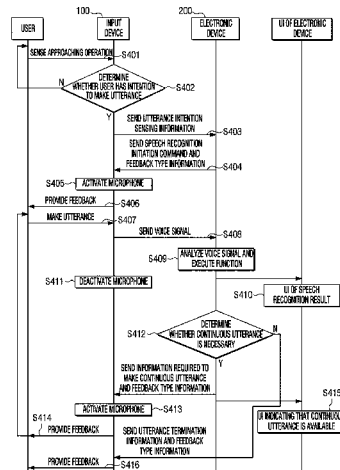 100
200
USER
INPUT
DEVICE
ELECTRONIC
DEVICE
UI OF ELECTRONIC
DEVICE
SENSE APPROACHING OPERATION
S401
N
DETERMINE
WHETHER USER HAS INTENTION
TO MAKE UTTERANCE
S402
Y
SEND UTTERANCE INTENTION
SENSING INFORMATION
S403
SEND SPEECH RECOGNITION
INITIATION COMMAND AND
FEEDBACK TYPE INFORMATION
S404
S405
ACTIVATE MICROPHONE
PROVIDE FEEDBACK
S406
MAKE UTTERANCE
S407
SEND VOICE SIGNAL
S408
S409
ANALYZE VOICE SIGNAL AND
EXECUTE FUNCTION
S411
DEACTIVATE MICROPHONE
S410
UI OF SPEECH
RECOGNITION RESULT
S412
DETERMINE
WHETHER CONTINUOUS UTTERANCE
IS NECESSARY
N
Y
SEND INFORMATION REQUIRED TO
MAKE CONTINUOUS UTTERANCE
AND FEEDBACK TYPE INFORMATION
S415
ACTIVATE MICROPHONE
S413
UI INDICATING THAT CONTINUOUS
UTTERANCE IS AVAILABLE
S414
PROVIDE FEEDBACK
SEND UTTERANCE TERMINATION
INFORMATION AND FEEDBACK
TYPE INFORMATION
PROVIDE FEEDBACK
S416